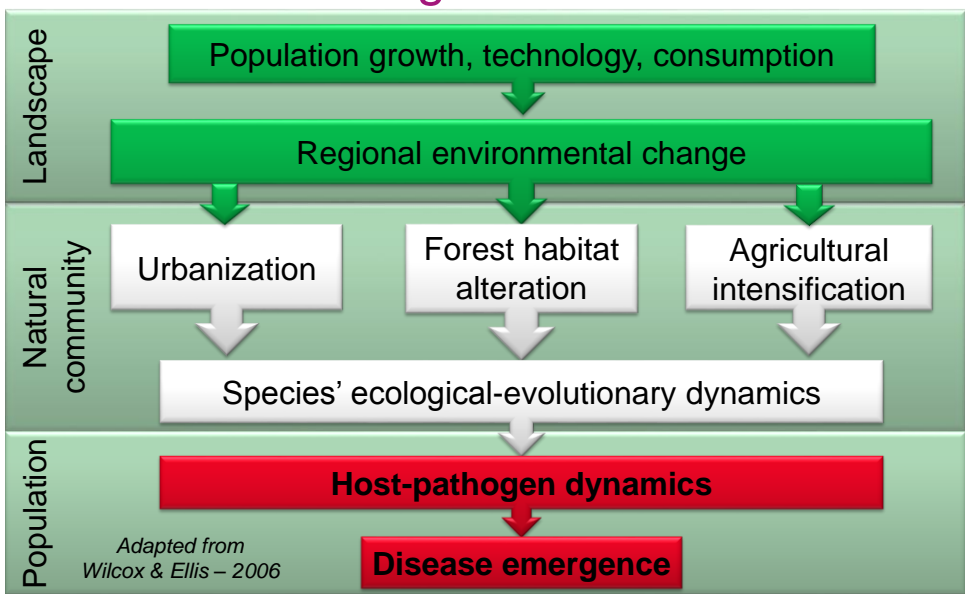 Landscape
Population growth, technology, consumption
Regional environmental change
Natural
community
Urbanization
Forest habitat
alteration
Agricultural
intensification
Species’ ecological-evolutionary dynamics
Population
Host-pathogen dynamics
Disease emergence
Adapted from
Wilcox & Ellis – 2006